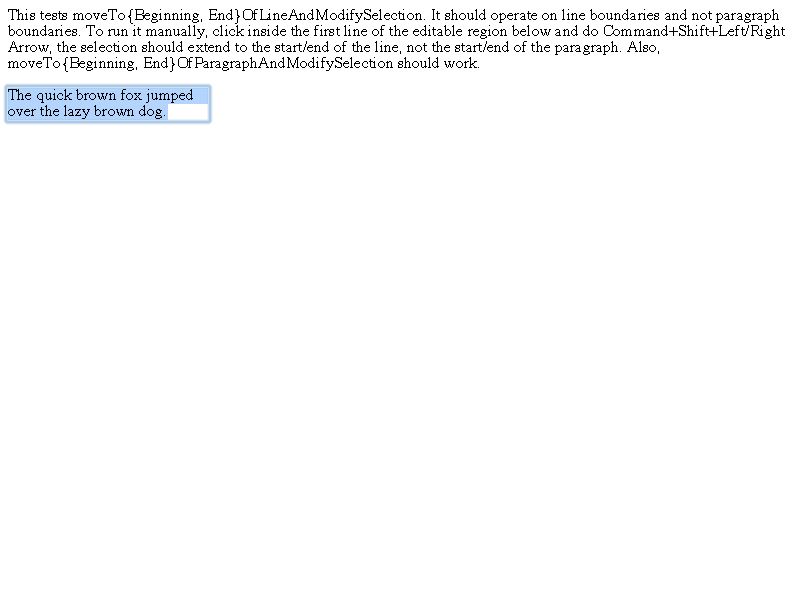 This tests moveTo{Beginning, End}OfLineAndModifySelection. It should operate on line boundaries and not paragraph
boundaries. To run it manually, click inside the first line of the editable region below and do Command+Shift+Left/Right
Arrow, the selection should extend to the start/end of the line, not the start/end of the paragraph. Also,
moveTo{Beginning, End}OfParagraphAndModifySelection should work.
The quick brown fox jumped
over the lazy brown dog.